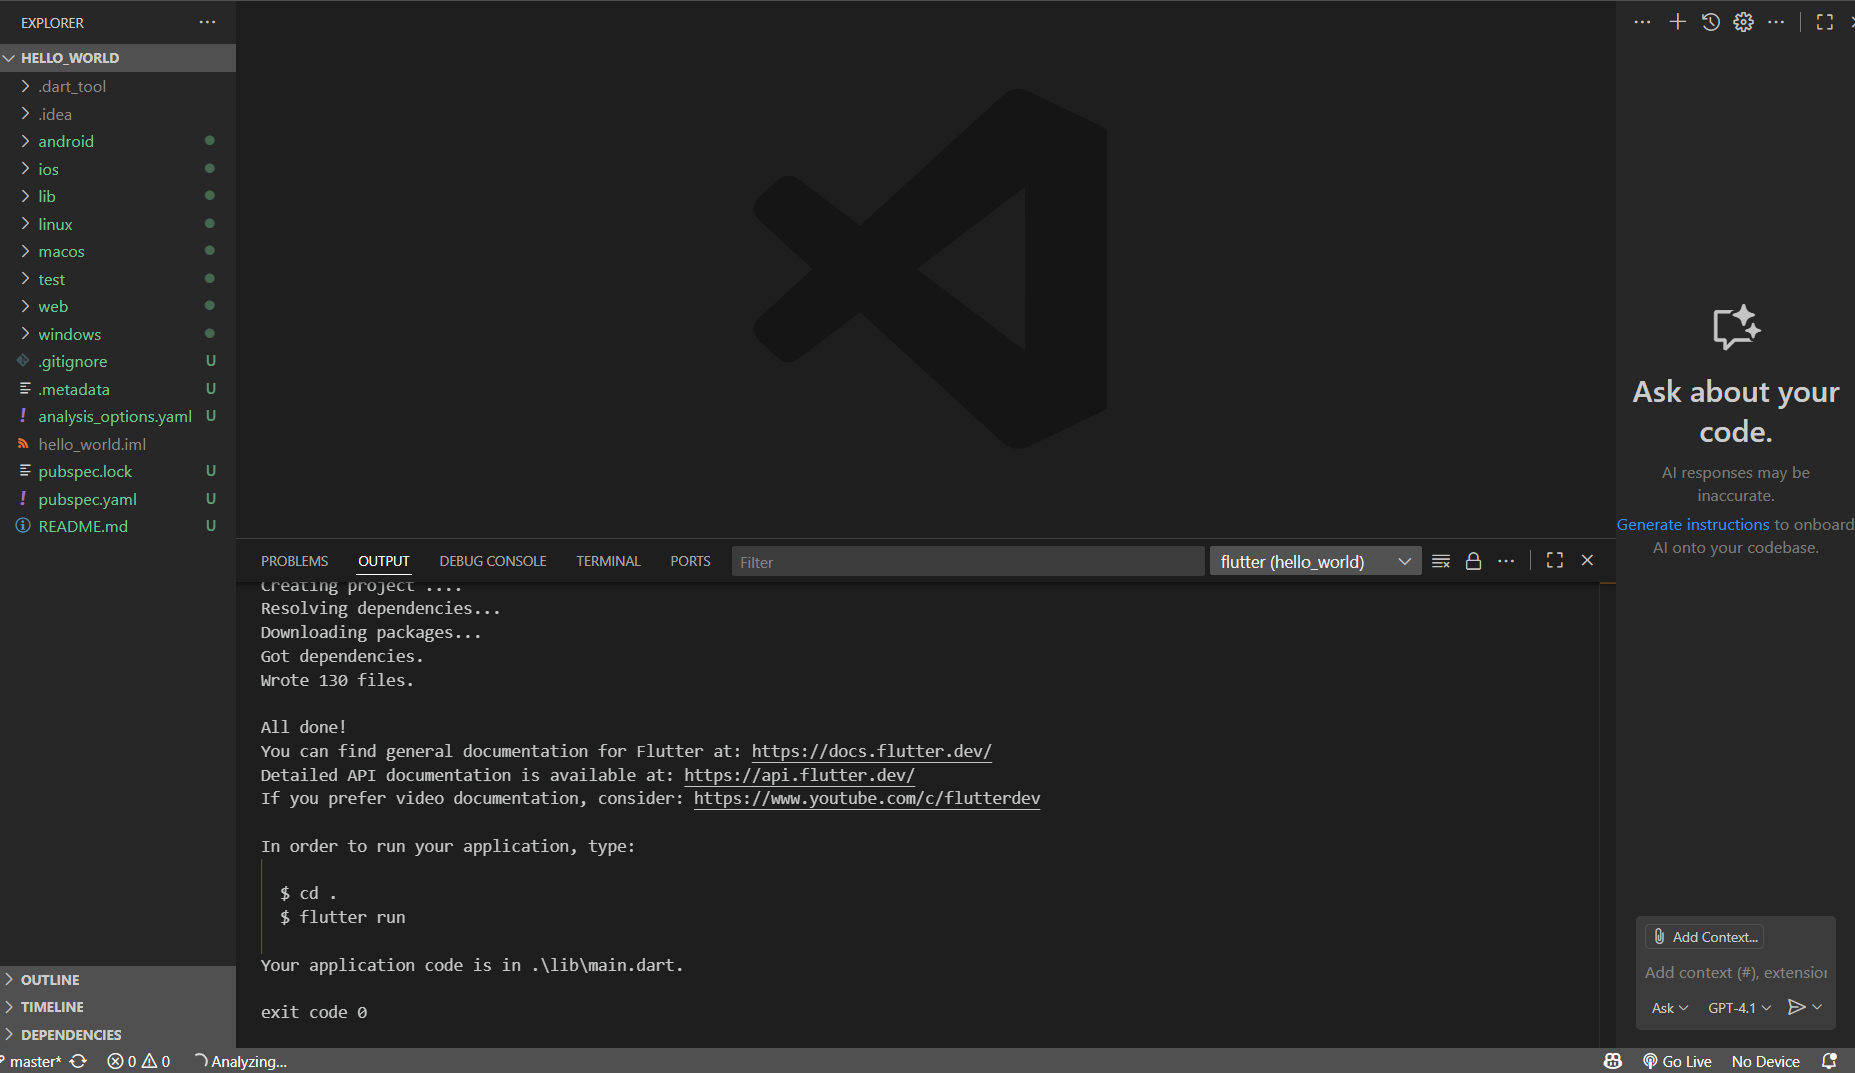 EXPLORER
HELLO_WORLD
.dart_tool
.idea
android
ios
lib
linux
macos
test
web
windows
.gitignore U
.metadata U
analysis_options.yaml U
hello_world.iml
pubspec.lock U
pubspec.yaml U
README.md U
OUTLINE
TIMELINE
DEPENDENCIES
PROBLEMS OUTPUT DEBUG CONSOLE TERMINAL PORTS Filter flutter (hello_world)
Creating project ....
Resolving dependencies...
Downloading packages...
Got dependencies.
Wrote 130 files.
All done!
You can find general documentation for Flutter at: https://docs.flutter.dev/
Detailed API documentation is available at: https://api.flutter.dev/
If you prefer video documentation, consider: https://www.youtube.com/c/flutterdev
In order to run your application, type:
$ cd .
$ flutter run
Your application code is in .\lib\main.dart.
exit code 0
Ask about your
code.
AI responses may be
inaccurate.
Generate instructions to onboard
AI onto your codebase.
Add Context...
Add context (#), extension
Ask GPT-4.1
master* 0 0 Analyzing... Go Live No Device